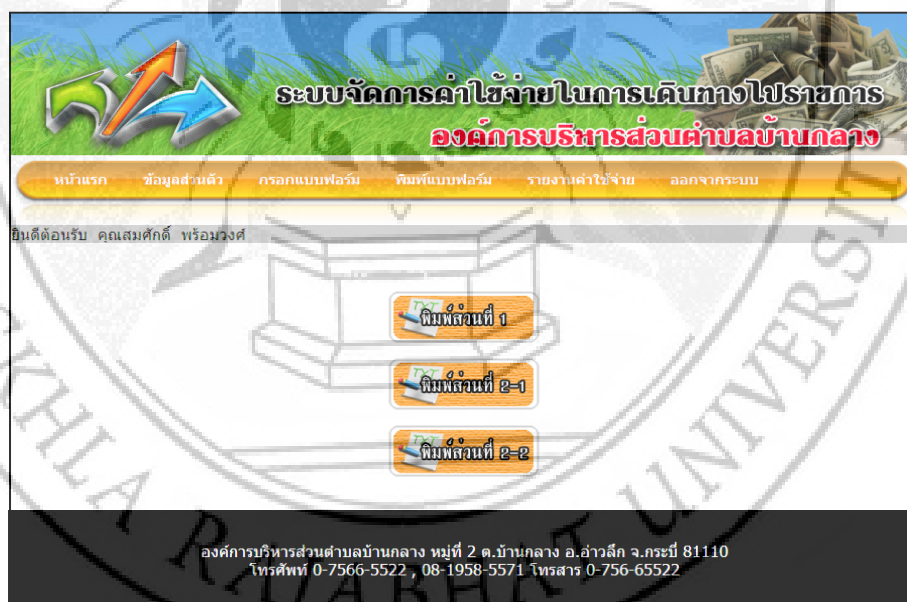 ระบบจัดการค่าใช้จ่ายในการเดินทางไปราชการ
องค์การบริหารส่วนตำบลบ้านกลาง
หน้าแรก ข้อมูลส่วนตัว กรอกแบบฟอร์ม พิมพ์แบบฟอร์ม รายงานค่าใช้จ่าย ออกจากระบบ
ยินดีต้อนรับ คุณสมศักดิ์ พร้อมวงศ์
TXT พิมพ์ส่วนที่ 1
TXT พิมพ์ส่วนที่ 2-1
TXT พิมพ์ส่วนที่ 2-2
องค์การบริหารส่วนตำบลบ้านกลาง หมู่ที่ 2 ต.บ้านกลาง อ.อ่าวลึก จ.กระบี่ 81110
โทรศัพท์ 0-7566-5522 , 08-1958-5571 โทรสาร 0-756-65522
RAJABHAT